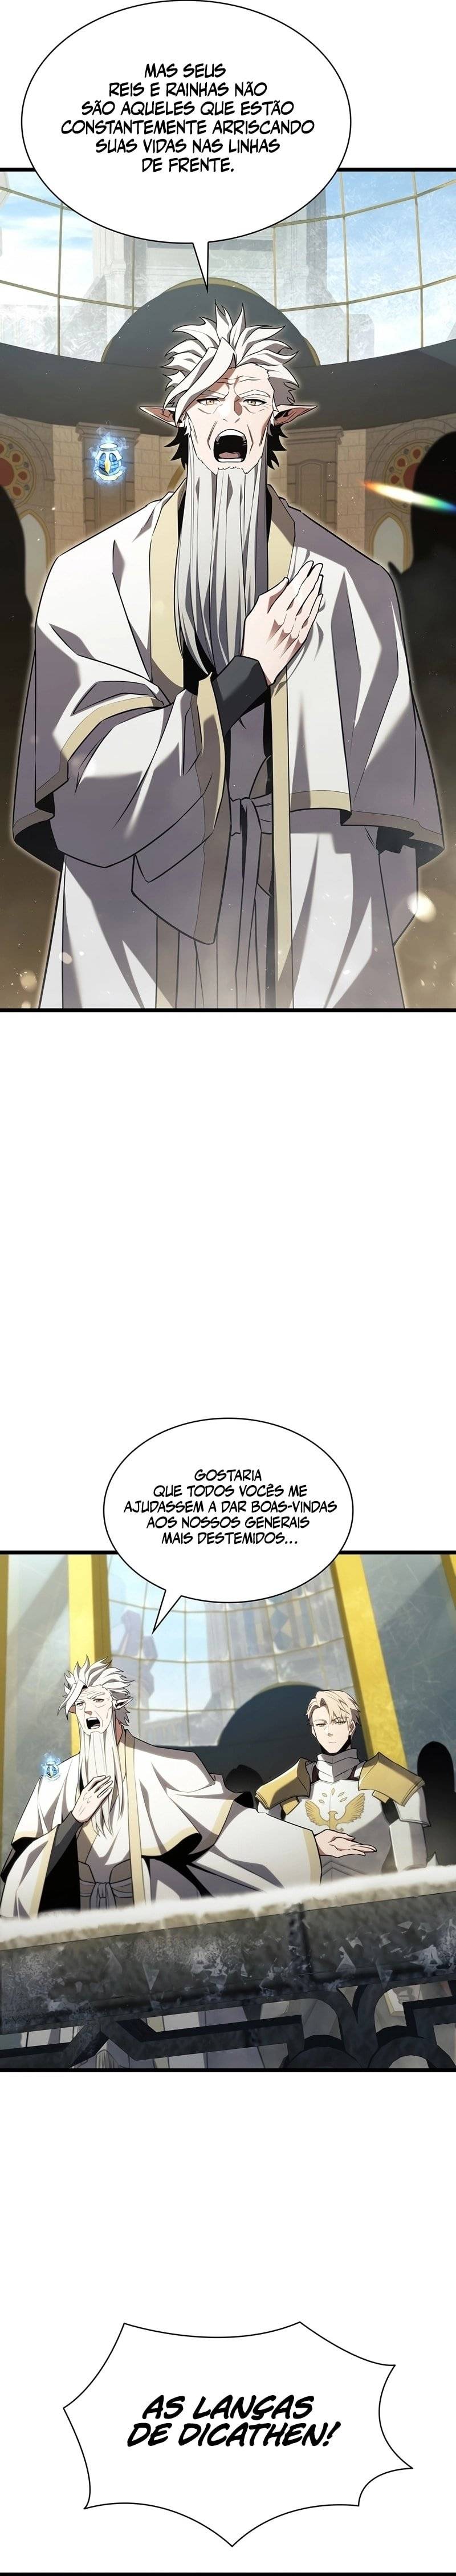 MAS SEUS
REIS E RAINHAS NÃO
SÃO AQUELES QUE ESTÃO
CONSTANTEMENTE ARRISCANDO
SUAS VIDAS NAS LINHAS
DE FRENTE.
GOSTARIA
QUE TODOS VOCÊS ME
AJUDASSEM A DAR BOAS-VINDAS
AOS NOSSOS GENERAIS
MAIS DESTEMIDOS...
AS LANÇAS
DE DICATHEN!